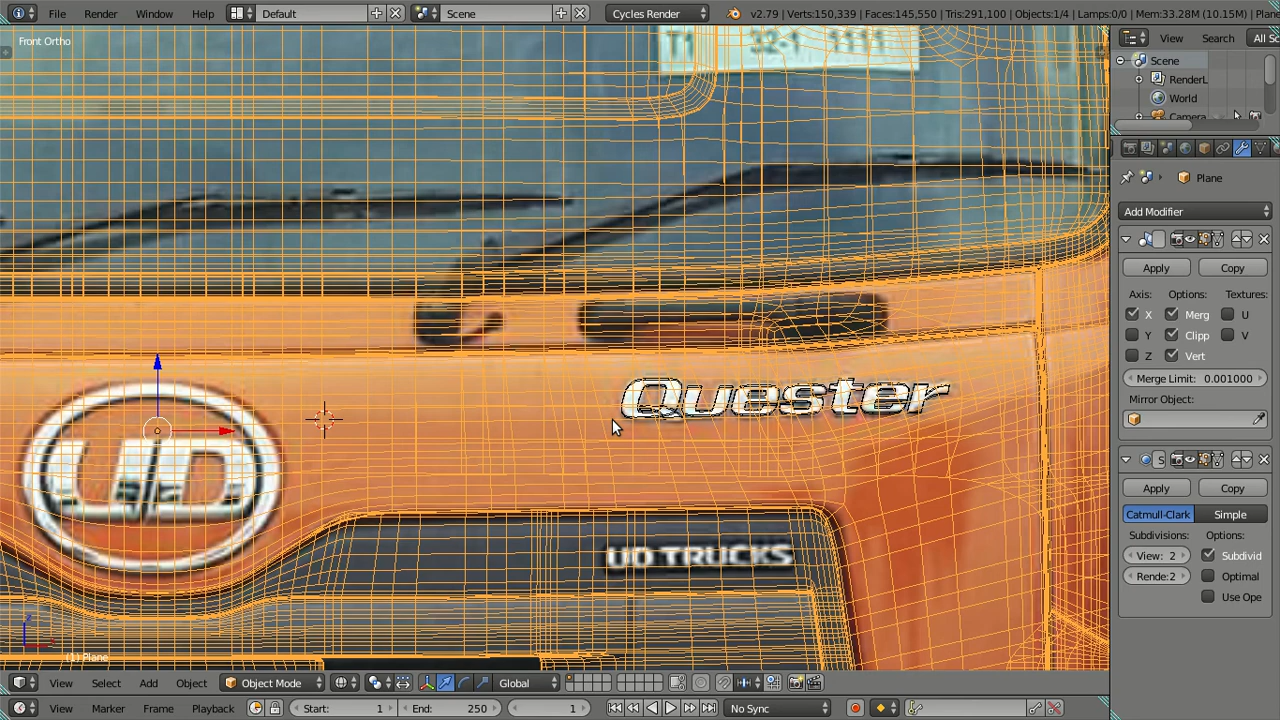 File Render Window Help Default Scene Cycles Render v2.79 | Verts:150,339 | Faces:145,550 | Tris:291,100 | Objects:1/4 | Lamps:0/0 | Mem:33.28M (10.15M) | Plan
Front Ortho
View Search All Sc
Scene
RenderL
World
Camera
Plane
Add Modifier
Apply Copy
Axis: Options: Textures:
X Merg U
Y Clipp V
Z Vert
Merge Limit: 0.001000
Mirror Object:
Quester
UD
S
Apply Copy
Catmull-Clark Simple
Subdivisions: Options:
View: 2 Subdivid
Rende:2 Optimal
Use Ope
UD TRUCKS
(1) Plane
View Select Add Object Object Mode Global
View Marker Frame Playback Start: 1 End: 250 1 No Sync